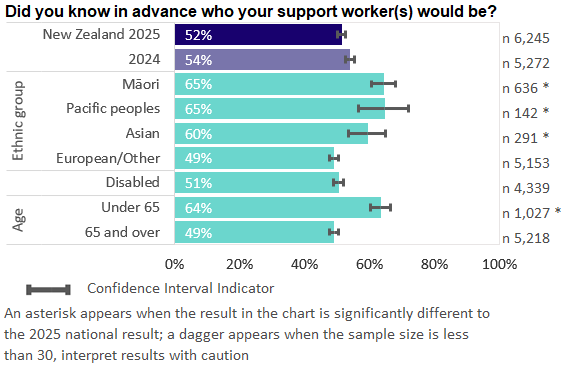 Did you know in advance who your support worker(s) would be?
New Zealand 2025 52% n 6,245
2024 54% n 5,272
Ethnic group
Māori 65% n 636 *
Pacific peoples 65% n 142 *
Asian 60% n 291 *
European/Other 49% n 5,153
Disabled 51% n 4,339
Age
Under 65 64% n 1,027 *
65 and over 49% n 5,218
0% 20% 40% 60% 80% 100%
Confidence Interval Indicator
An asterisk appears when the result in the chart is significantly different to
the 2025 national result; a dagger appears when the sample size is less
than 30, interpret results with caution